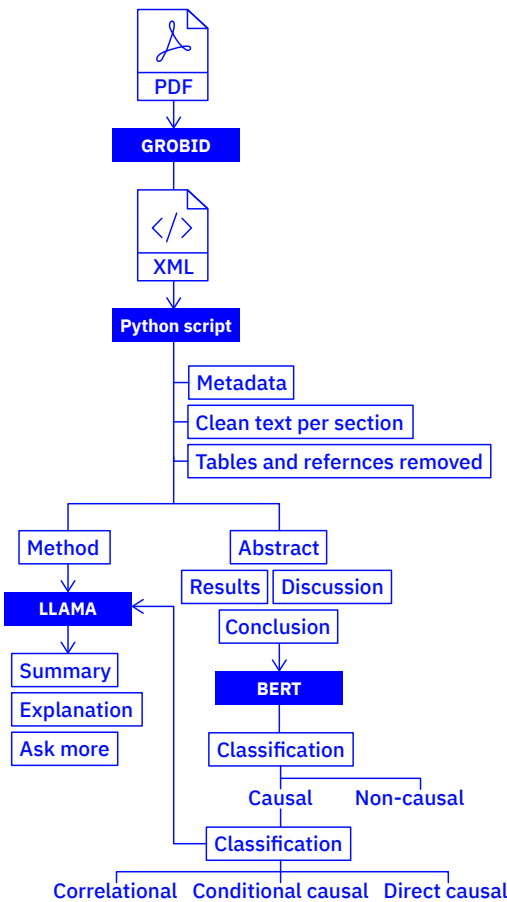 PDF
GROBID
</>
XML
Python script
Metadata
Clean text per section
Tables and refernces removed
Method
Abstract
Results
Discussion
LLAMA
Conclusion
Summary
BERT
Explanation
Ask more
Classification
Causal
Non-causal
Classification
Correlational
Conditional causal
Direct causal